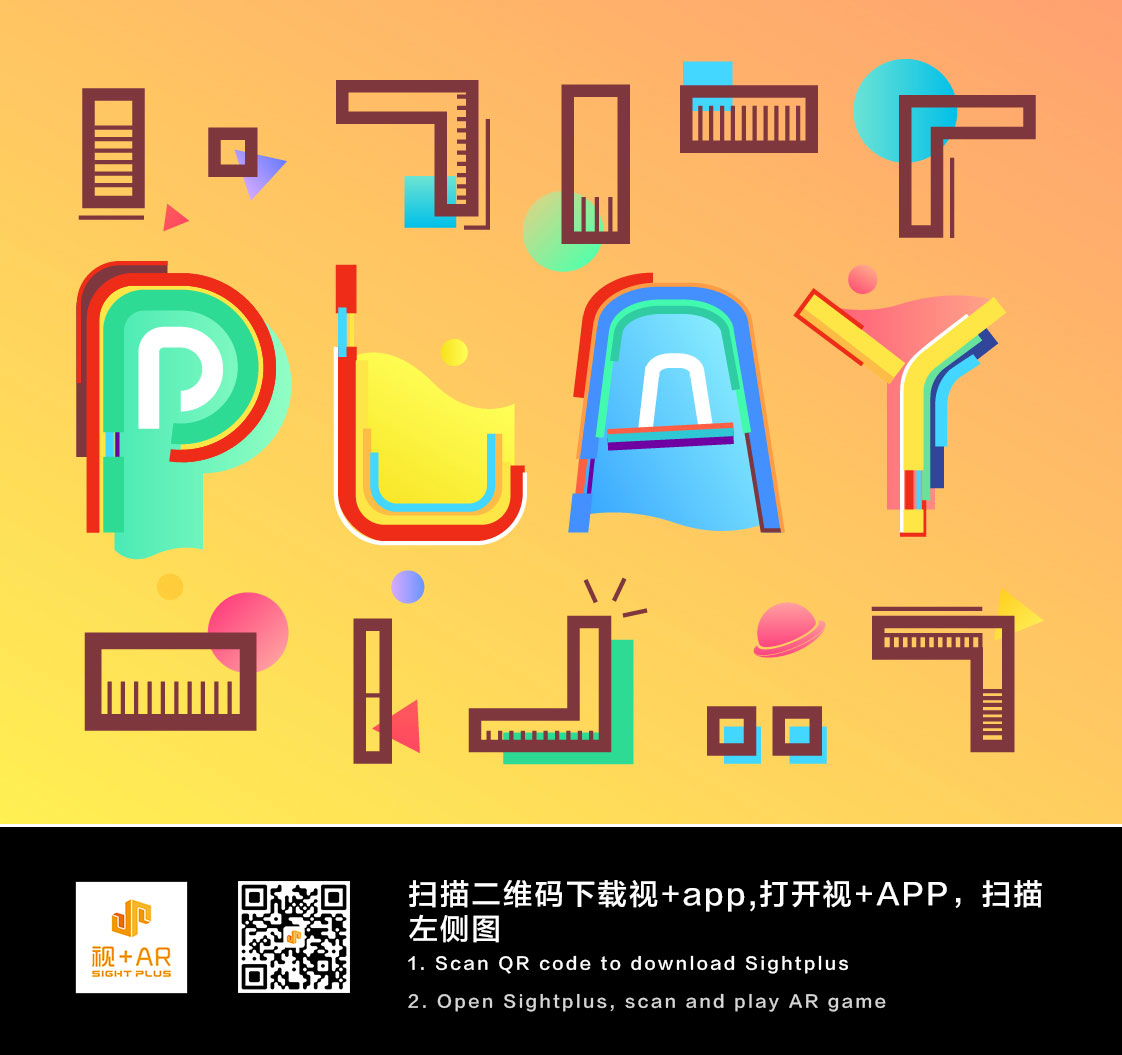 PLAY
视+AR
SIGHT PLUS
扫描二维码下载视+app,打开视+APP，扫描
左侧图
1. Scan QR code to download Sightplus
2. Open Sightplus, scan and play AR game